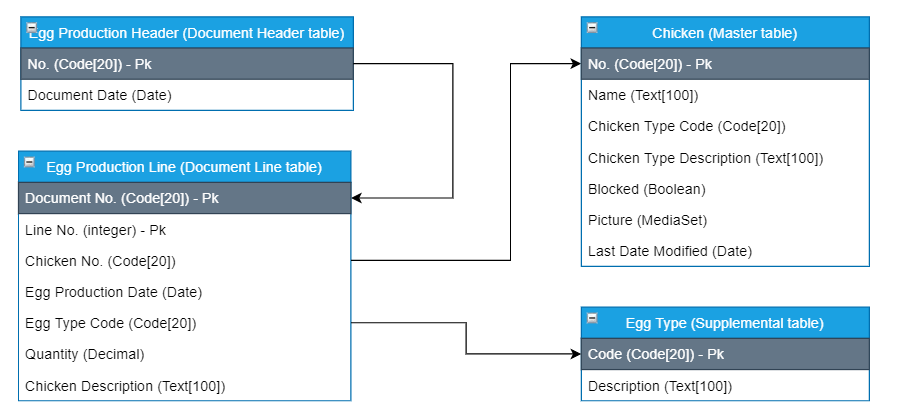 Egg Production Header (Document Header table)
No. (Code[20]) - Pk
Document Date (Date)
Egg Production Line (Document Line table)
Document No. (Code[20]) - Pk
Line No. (integer) - Pk
Chicken No. (Code[20])
Egg Production Date (Date)
Egg Type Code (Code[20])
Quantity (Decimal)
Chicken Description (Text[100])
Chicken (Master table)
No. (Code[20]) - Pk
Name (Text[100])
Chicken Type Code (Code[20])
Chicken Type Description (Text[100])
Blocked (Boolean)
Picture (MediaSet)
Last Date Modified (Date)
Egg Type (Supplemental table)
Code (Code[20]) - Pk
Description (Text[100])